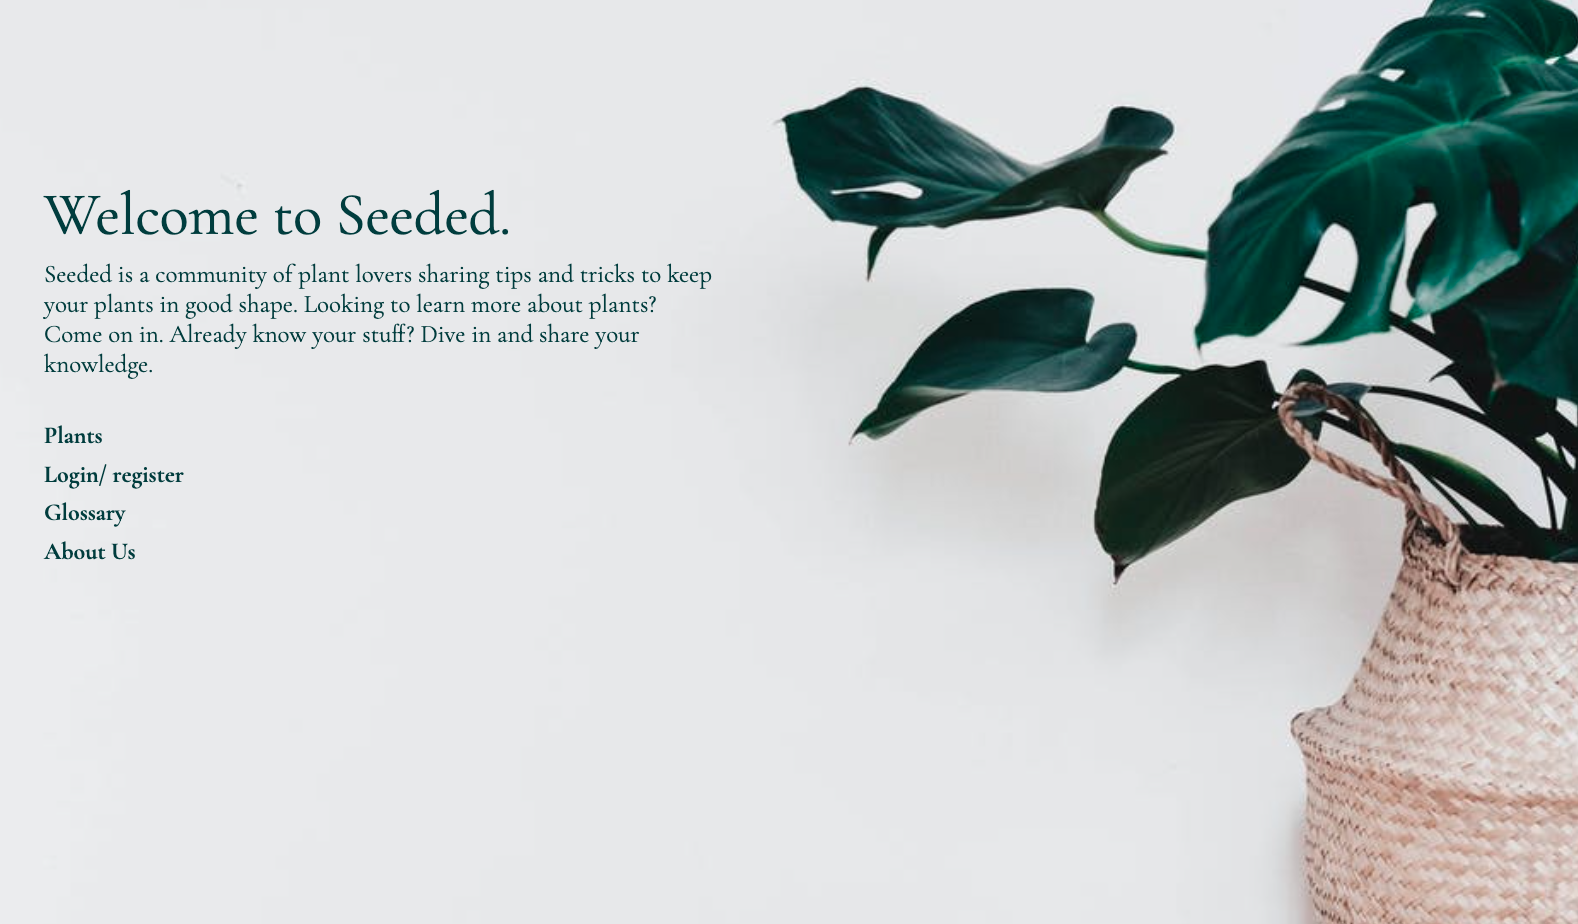 Welcome to Seeded.
Seeded is a community of plant lovers sharing tips and tricks to keep
your plants in good shape. Looking to learn more about plants?
Come on in. Already know your stuff? Dive in and share your
knowledge.
Plants
Login/ register
Glossary
About Us